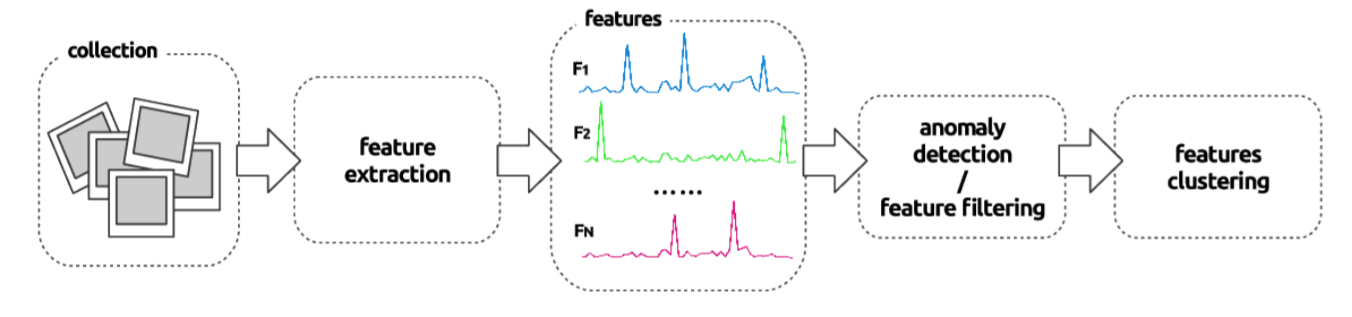 collection
feature
extraction
features
F1
F2
......
FN
anomaly
detection
/
feature filtering
features
clustering